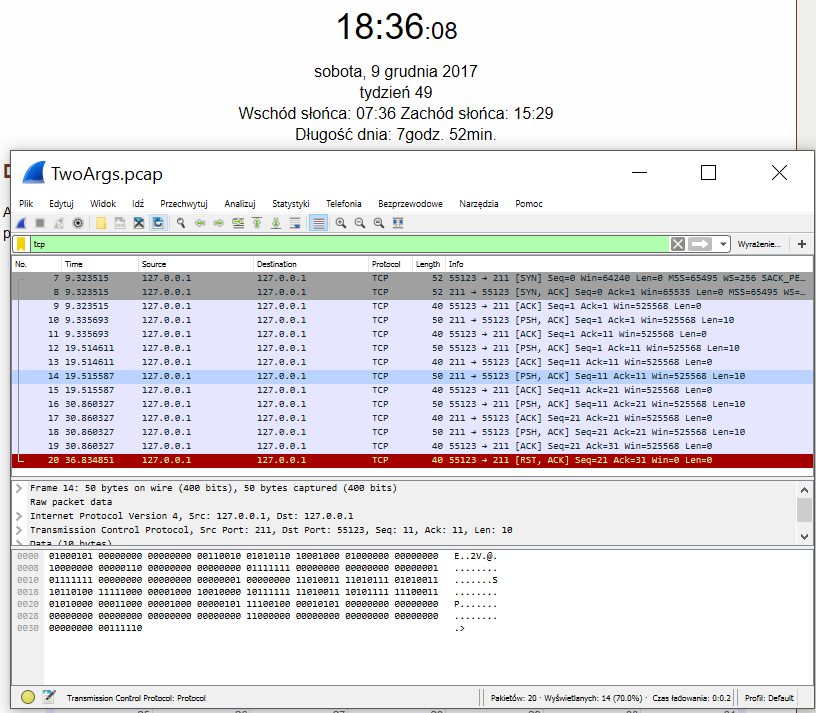 18:36:08
sobota, 9 grudnia 2017
tydzień 49
Wschód słońca: 07:36 Zachód słońca: 15:29
Długość dnia: 7godz. 52min.
TwoArgs.pcap
Plik Edytuj Widok Idź Przechwytuj Analizuj Statystyki Telefonia Bezprzewodowe Narzędzia Pomoc
tcp Wyrażenie... +
No. Time Source Destination Protocol Length Info
7 9.323515 127.0.0.1 127.0.0.1 TCP 52 55123 → 211 [SYN] Seq=0 Win=64240 Len=0 MSS=65495 WS=256 SACK_PE…
8 9.323515 127.0.0.1 127.0.0.1 TCP 52 211 → 55123 [SYN, ACK] Seq=0 Ack=1 Win=65535 Len=0 MSS=65495 WS=…
9 9.323515 127.0.0.1 127.0.0.1 TCP 40 55123 → 211 [ACK] Seq=1 Ack=1 Win=525568 Len=0
10 9.335693 127.0.0.1 127.0.0.1 TCP 50 211 → 55123 [PSH, ACK] Seq=1 Ack=1 Win=525568 Len=10
11 9.335693 127.0.0.1 127.0.0.1 TCP 40 55123 → 211 [ACK] Seq=1 Ack=11 Win=525568 Len=0
12 19.514611 127.0.0.1 127.0.0.1 TCP 50 55123 → 211 [PSH, ACK] Seq=1 Ack=11 Win=525568 Len=10
13 19.514611 127.0.0.1 127.0.0.1 TCP 40 211 → 55123 [ACK] Seq=11 Ack=11 Win=525568 Len=0
14 19.515587 127.0.0.1 127.0.0.1 TCP 50 211 → 55123 [PSH, ACK] Seq=11 Ack=11 Win=525568 Len=10
15 19.515587 127.0.0.1 127.0.0.1 TCP 40 55123 → 211 [ACK] Seq=11 Ack=21 Win=525568 Len=0
16 30.860327 127.0.0.1 127.0.0.1 TCP 50 55123 → 211 [PSH, ACK] Seq=11 Ack=21 Win=525568 Len=10
17 30.860327 127.0.0.1 127.0.0.1 TCP 40 211 → 55123 [ACK] Seq=21 Ack=21 Win=525568 Len=0
18 30.860327 127.0.0.1 127.0.0.1 TCP 50 211 → 55123 [PSH, ACK] Seq=21 Ack=21 Win=525568 Len=10
19 30.860327 127.0.0.1 127.0.0.1 TCP 40 55123 → 211 [ACK] Seq=21 Ack=31 Win=525568 Len=0
20 36.834851 127.0.0.1 127.0.0.1 TCP 40 55123 → 211 [RST, ACK] Seq=21 Ack=31 Win=0 Len=0
Frame 14: 50 bytes on wire (400 bits), 50 bytes captured (400 bits)
Raw packet data
Internet Protocol Version 4, Src: 127.0.0.1, Dst: 127.0.0.1
Transmission Control Protocol, Src Port: 211, Dst Port: 55123, Seq: 11, Ack: 11, Len: 10
Data (10 bytes)
0000 01000101 00000000 00000000 00110010 01010110 10001000 01000000 00000000 E..2V.@.
0008 10000000 00000110 00000000 00000000 01111111 00000000 00000000 00000001 ........
0010 01111111 00000000 00000000 00000001 00000000 11010011 11010111 01010011 .......S
0018 10110100 11111000 00001000 10010000 10111111 11010011 10101111 11100011 ........
0020 01010000 00011000 00001000 00000101 11100100 00010101 00000000 00000000 P.......
0028 00000000 00000000 00000000 00000000 11000000 00000000 00000000 00000000 ........
0030 00000000 00111110 .>
Transmission Control Protocol: Protocol Pakietów: 20 · Wyświetlanych: 14 (70.0%) · Czas ładowania: 0:0.2 Profil: Default